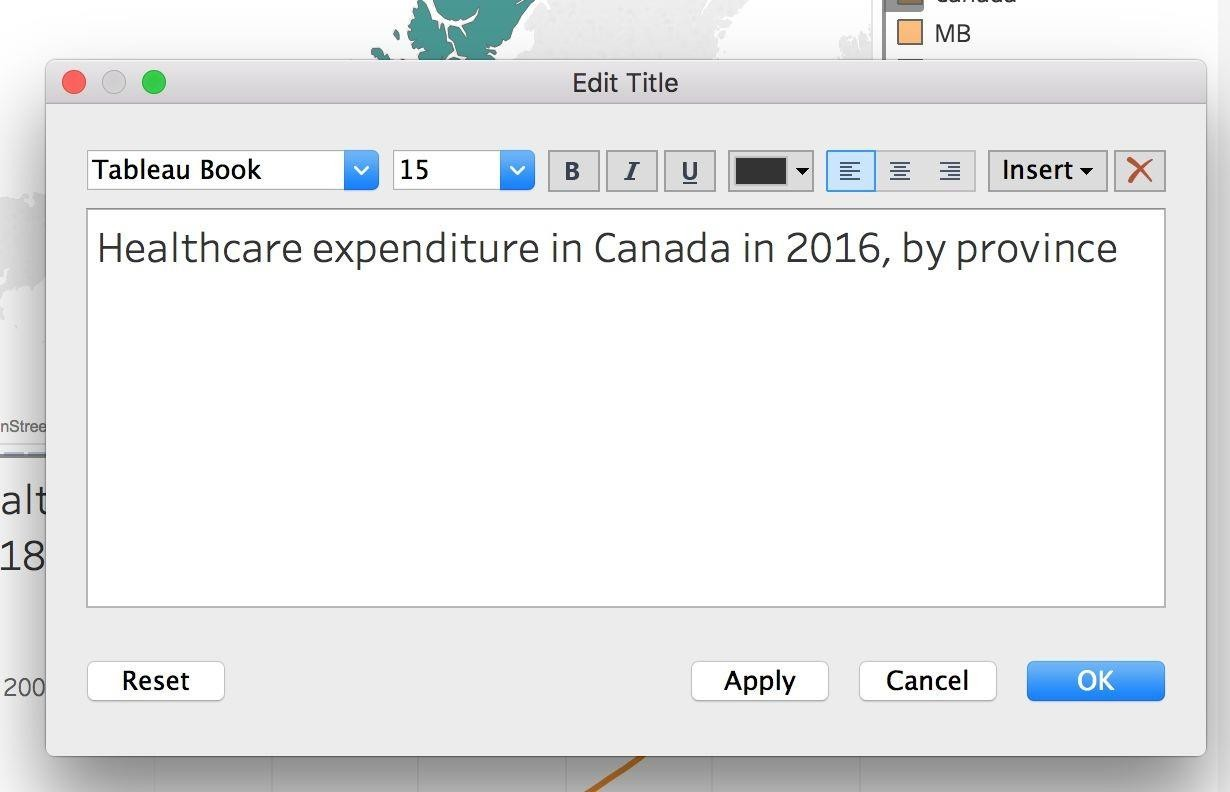 MB
Edit Title
Tableau Book
15
B
I
U
Insert
Healthcare expenditure in Canada in 2016, by province
nStree
alt
18
200
Reset
Apply
Cancel
OK